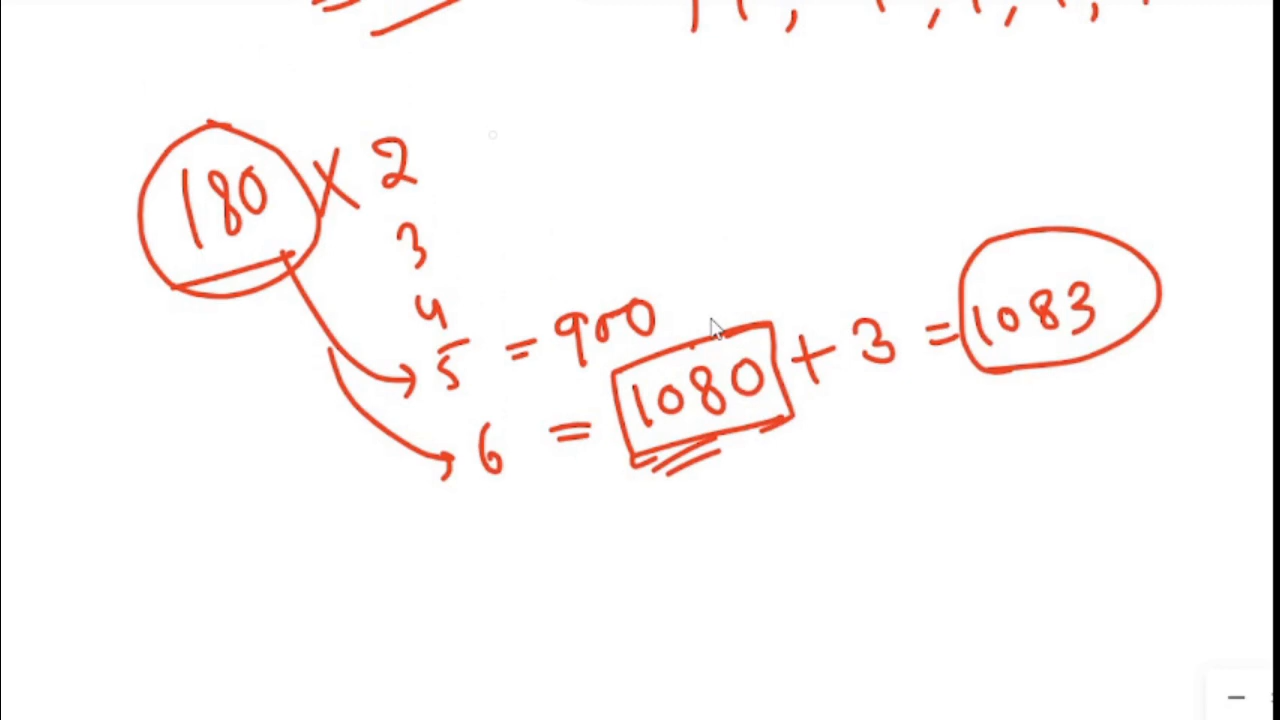 180 × 2
3
4
5 = 900
6 = 1080 + 3 = 1083